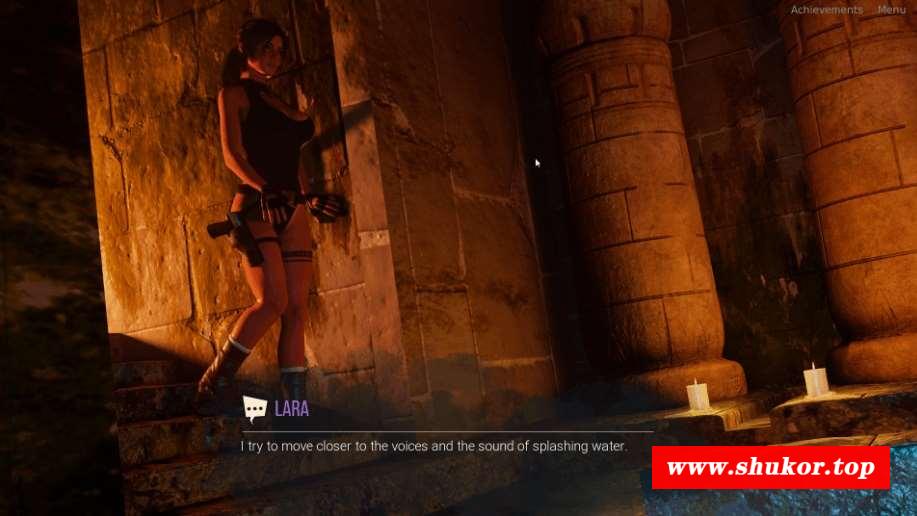 Achievements Menu
LARA
I try to move closer to the voices and the sound of splashing water.
www.shukor.top